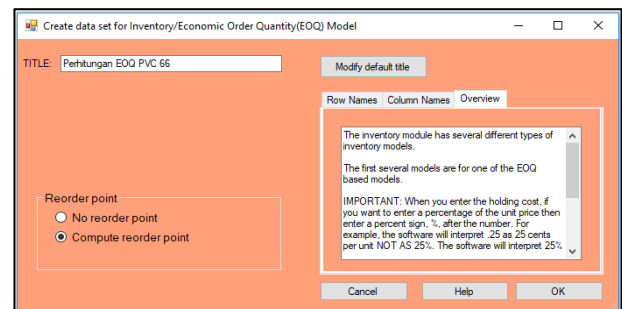 Create data set for Inventory/Economic Order Quantity(EOQ) Model
TITLE: Perhitungan EOQ PVC 66
Modify default title
Row Names Column Names Overview
The inventory module has several different types of
inventory models.
The first several models are for one of the EOQ
based models.
IMPORTANT: When you enter the holding cost, if
you want to enter a percentage of the unit price then
enter a percent sign, %, after the number. For
example, the software will interpret .25 as 25 cents
per unit NOT AS 25%. The software will interpret 25%
Reorder point
No reorder point
Compute reorder point
Cancel Help OK